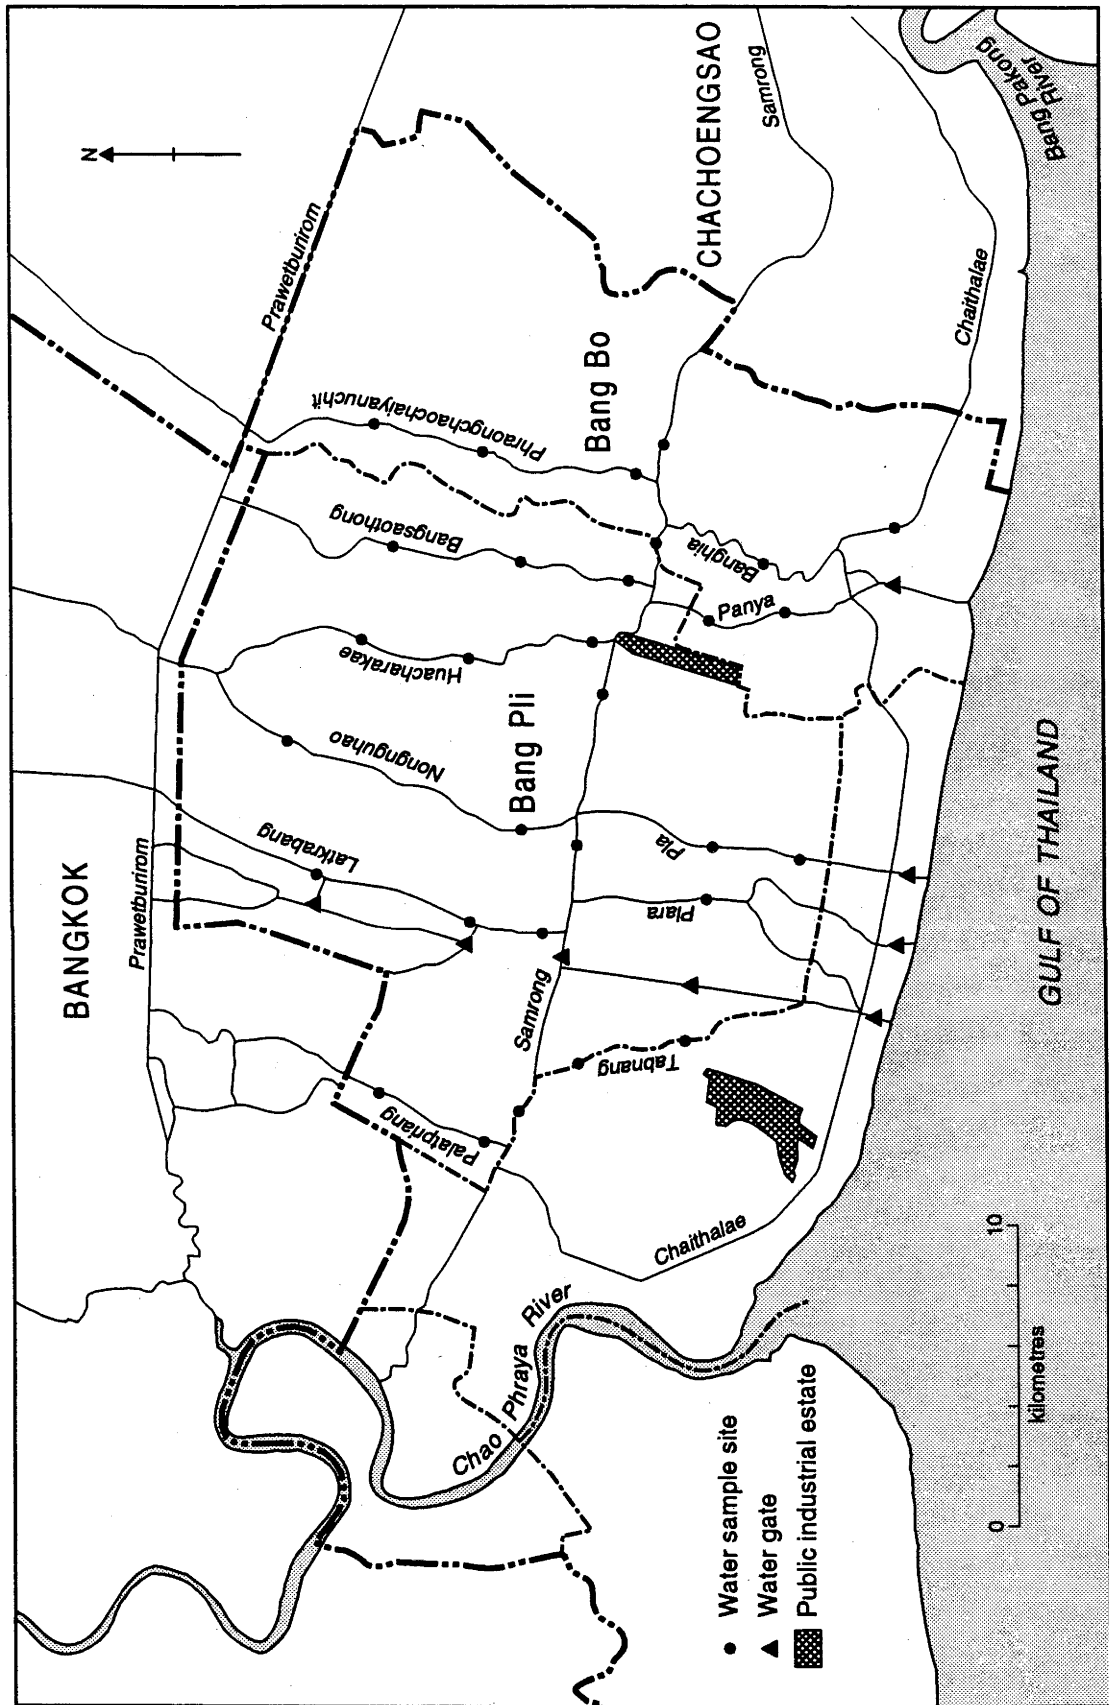 N
BANGKOK
CHACHOENGSAO
Prawetburirom
Prawetburirom
Samrong
Chaithalae
Bang Pakong
River
Phraongchaochaiyanuchit
Bang Bo
Bangsaothong
Banghia
Panya
Huacharakae
Nongnguhao
Bang Pli
Latkrabang
Pla
Plara
Samrong
Tabnang
Palatpriang
Chaithalae
Chao Phraya River
GULF OF THAILAND
Water sample site
Water gate
Public industrial estate
0 10
kilometres